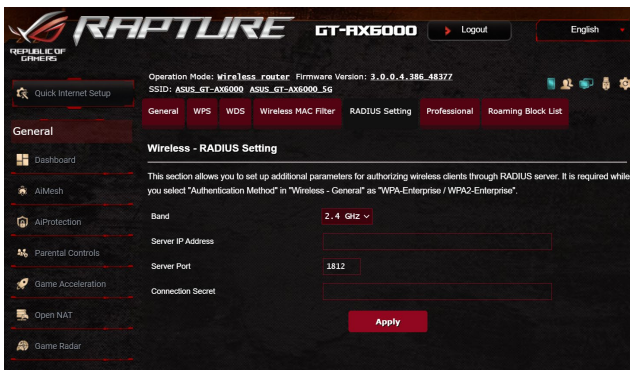 REPUBLIC OF
GAMERS
RAPTURE
GT-AX6000
Logout
English
Quick Internet Setup
General
Dashboard
AiMesh
AiProtection
Parental Controls
Game Acceleration
Open NAT
Game Radar
Operation Mode: Wireless router Firmware Version: 3.0.0.4.386_48377
SSID: ASUS_GT-AX6000 ASUS_GT-AX6000_5G
General WPS WDS Wireless MAC Filter RADIUS Setting Professional Roaming Block List
Wireless - RADIUS Setting
This section allows you to set up additional parameters for authorizing wireless clients through RADIUS server. It is required while
you select "Authentication Method" in "Wireless - General" as "WPA-Enterprise / WPA2-Enterprise".
Band 2.4 GHz
Server IP Address
Server Port 1812
Connection Secret
Apply